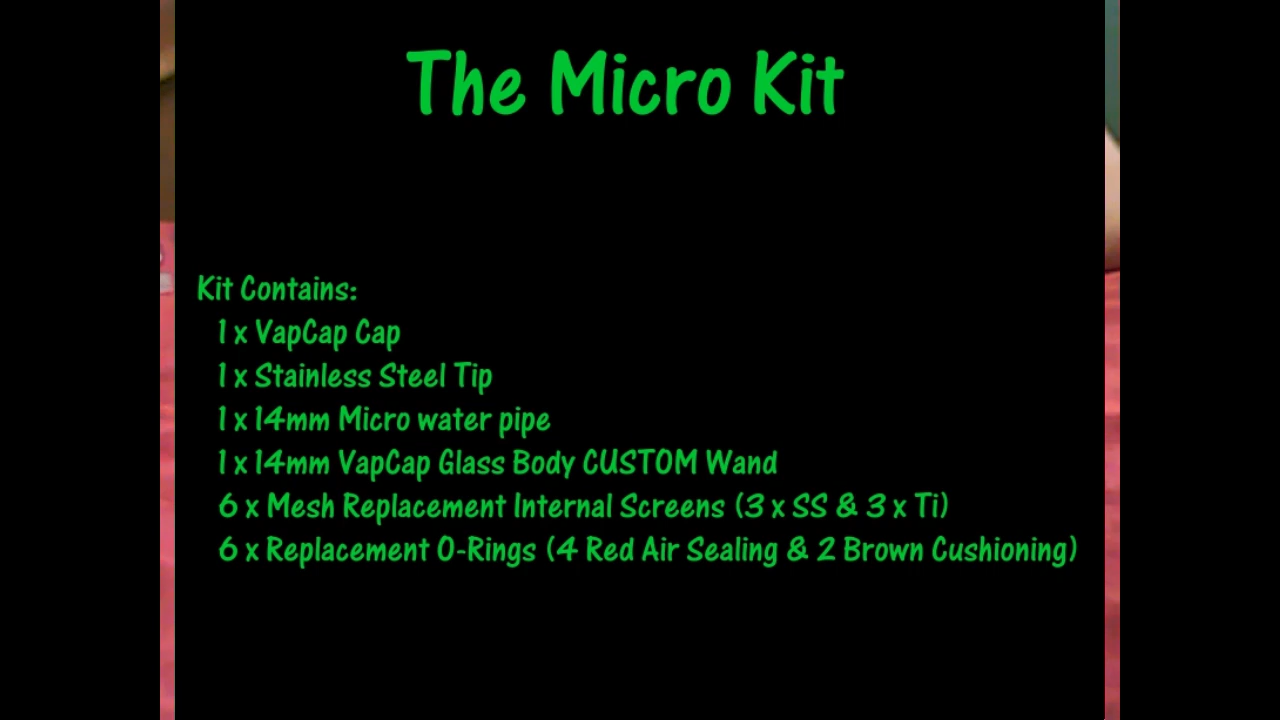 The Micro Kit
Kit Contains:
1 x VapCap Cap
1 x Stainless Steel Tip
1 x 14mm Micro water pipe
1 x 14mm VapCap Glass Body CUSTOM Wand
6 x Mesh Replacement Internal Screens (3 x SS & 3 x Ti)
6 x Replacement O-Rings (4 Red Air Sealing & 2 Brown Cushioning)